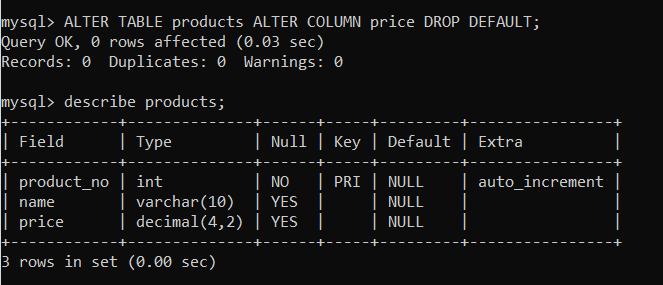 mysql> ALTER TABLE products ALTER COLUMN price DROP DEFAULT;
Query OK, 0 rows affected (0.03 sec)
Records: 0  Duplicates: 0  Warnings: 0

mysql> describe products;
+------------+--------------+------+-----+---------+----------------+
| Field      | Type         | Null | Key | Default | Extra          |
+------------+--------------+------+-----+---------+----------------+
| product_no | int          | NO   | PRI | NULL    | auto_increment |
| name       | varchar(10)  | YES  |     | NULL    |                |
| price      | decimal(4,2) | YES  |     | NULL    |                |
+------------+--------------+------+-----+---------+----------------+
3 rows in set (0.00 sec)